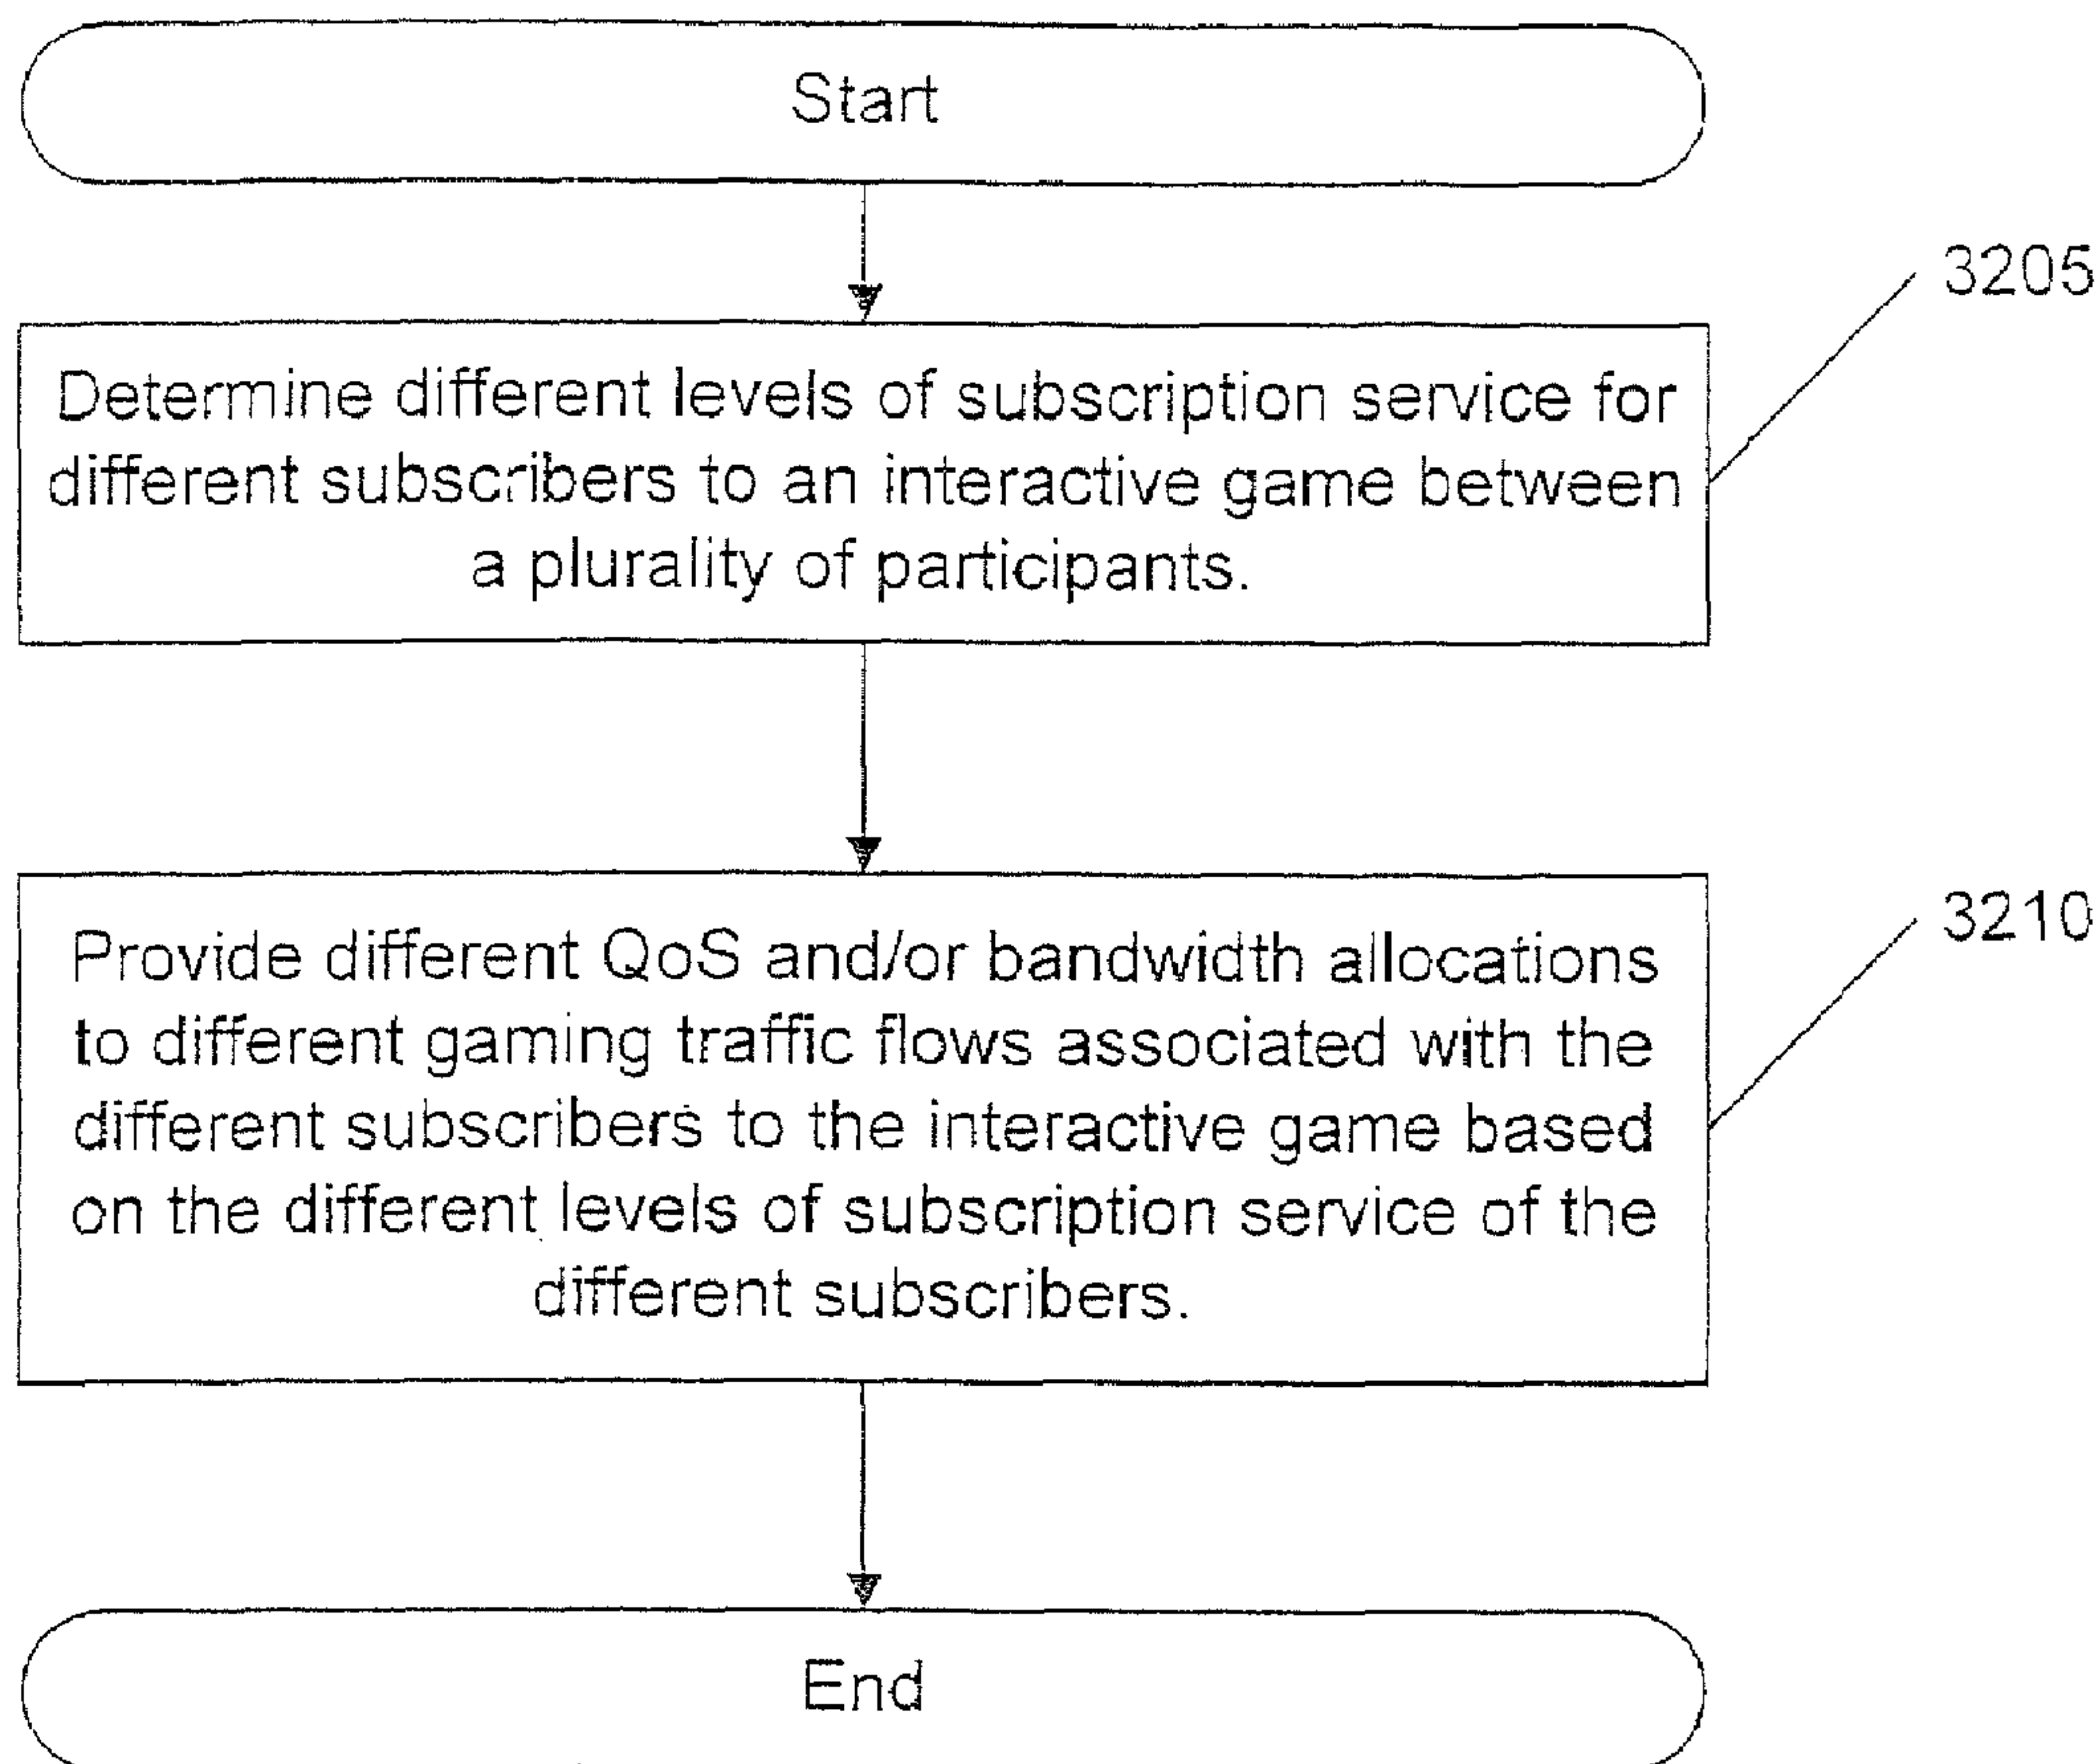 Start
3205
Determine different levels of subscription service for
different subscribers to an interactive game between
a plurality of participants.
3210
Provide different QoS and/or bandwidth allocations
to different gaming traffic flows associated with the
different subscribers to the interactive game based
on the different levels of subscription service of the
different subscribers.
End